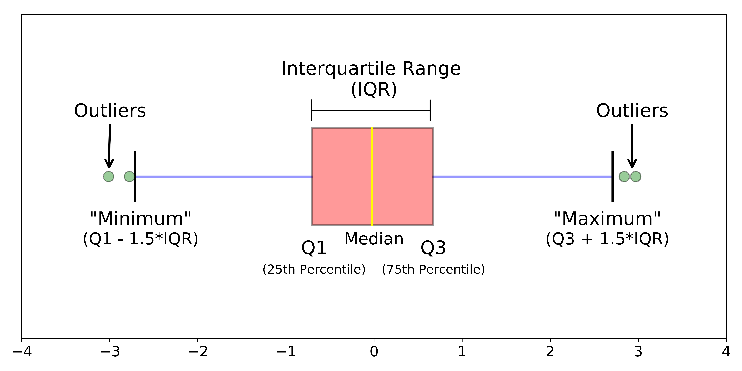 Interquartile Range
(IQR)
Outliers
Outliers
"Minimum"
(Q1 - 1.5*IQR)
"Maximum"
(Q3 + 1.5*IQR)
Median
Q1
Q3
(25th Percentile)
(75th Percentile)
−4
−3
−2
−1
0
1
2
3
4